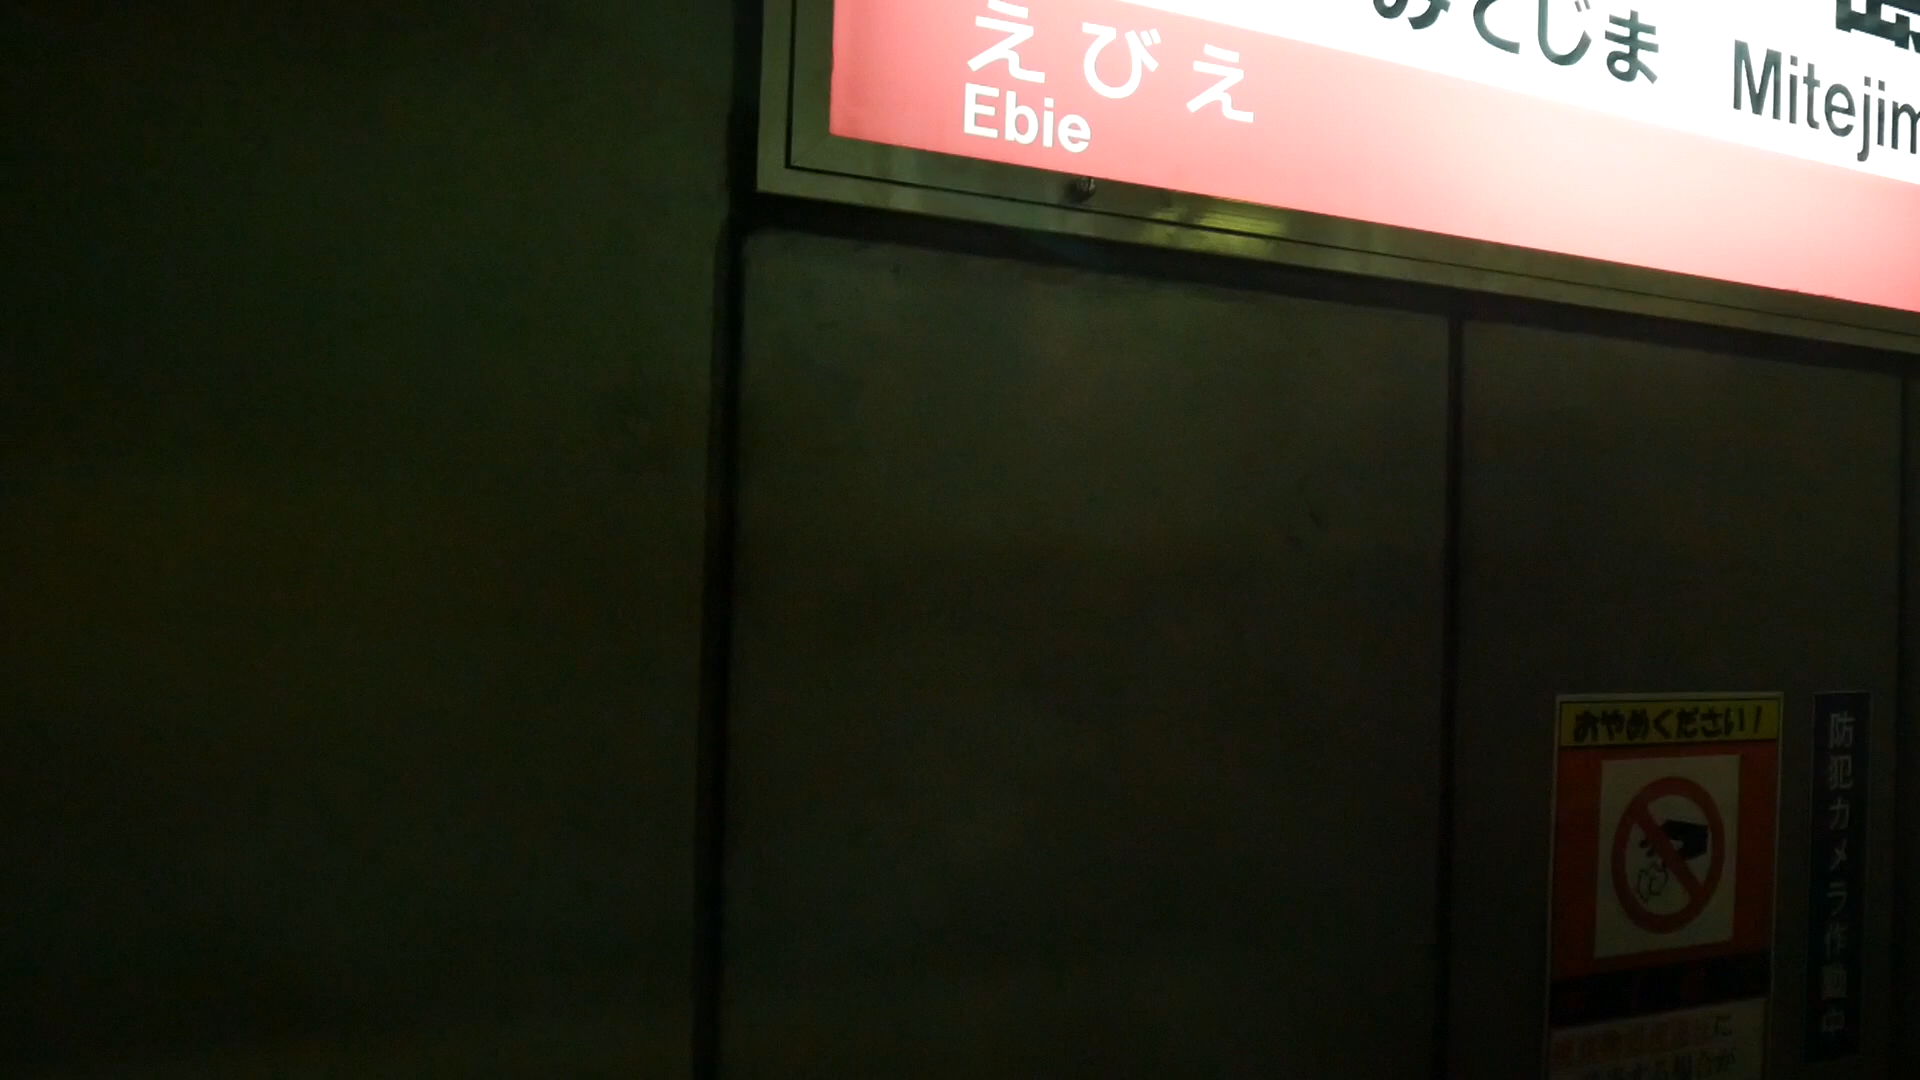 えびえ
Ebie
みてじま Mitejim
おやめください!
防犯カメラ作動中